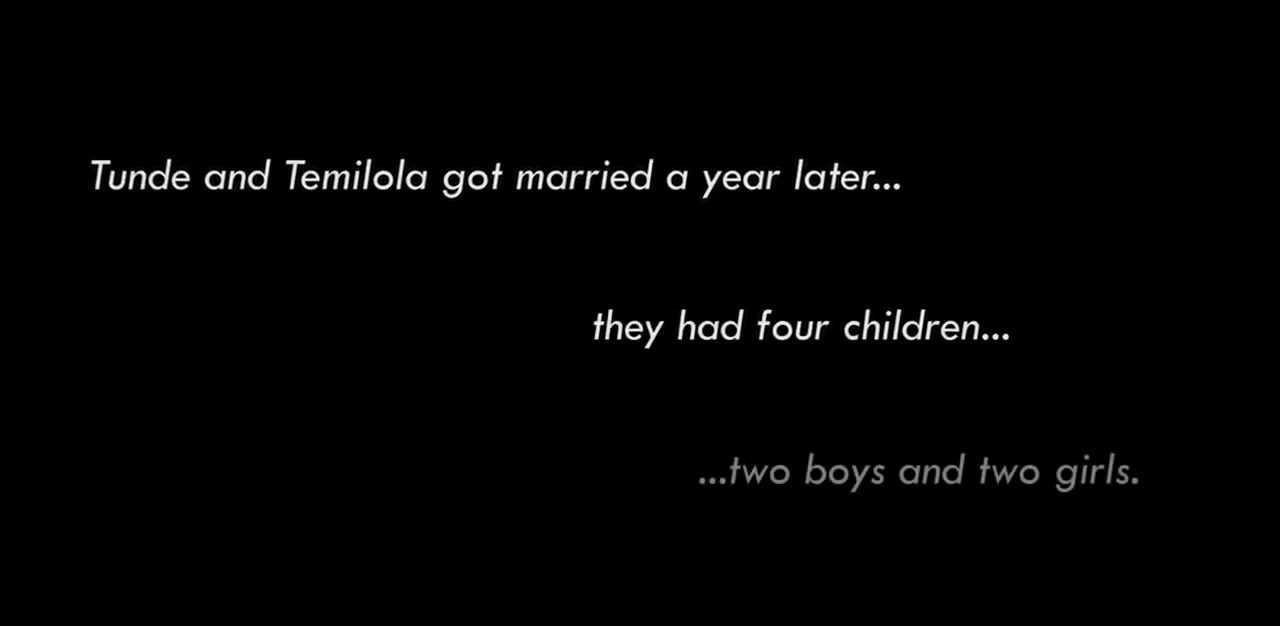 Tunde and Temilola got married a year later...
they had four children...
...two boys and two girls.